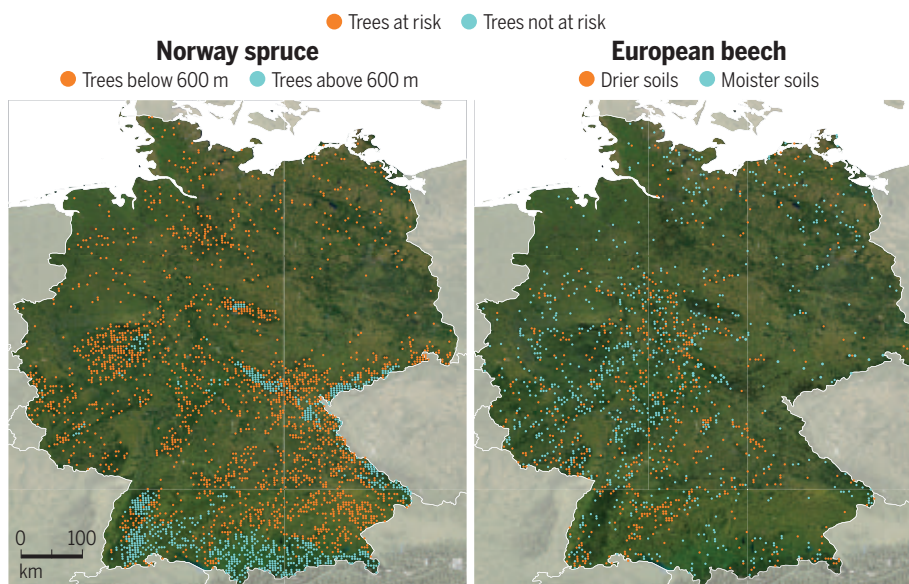 Trees at risk Trees not at risk
Norway spruce
Trees below 600 m Trees above 600 m
European beech
Drier soils Moister soils
0 100
km